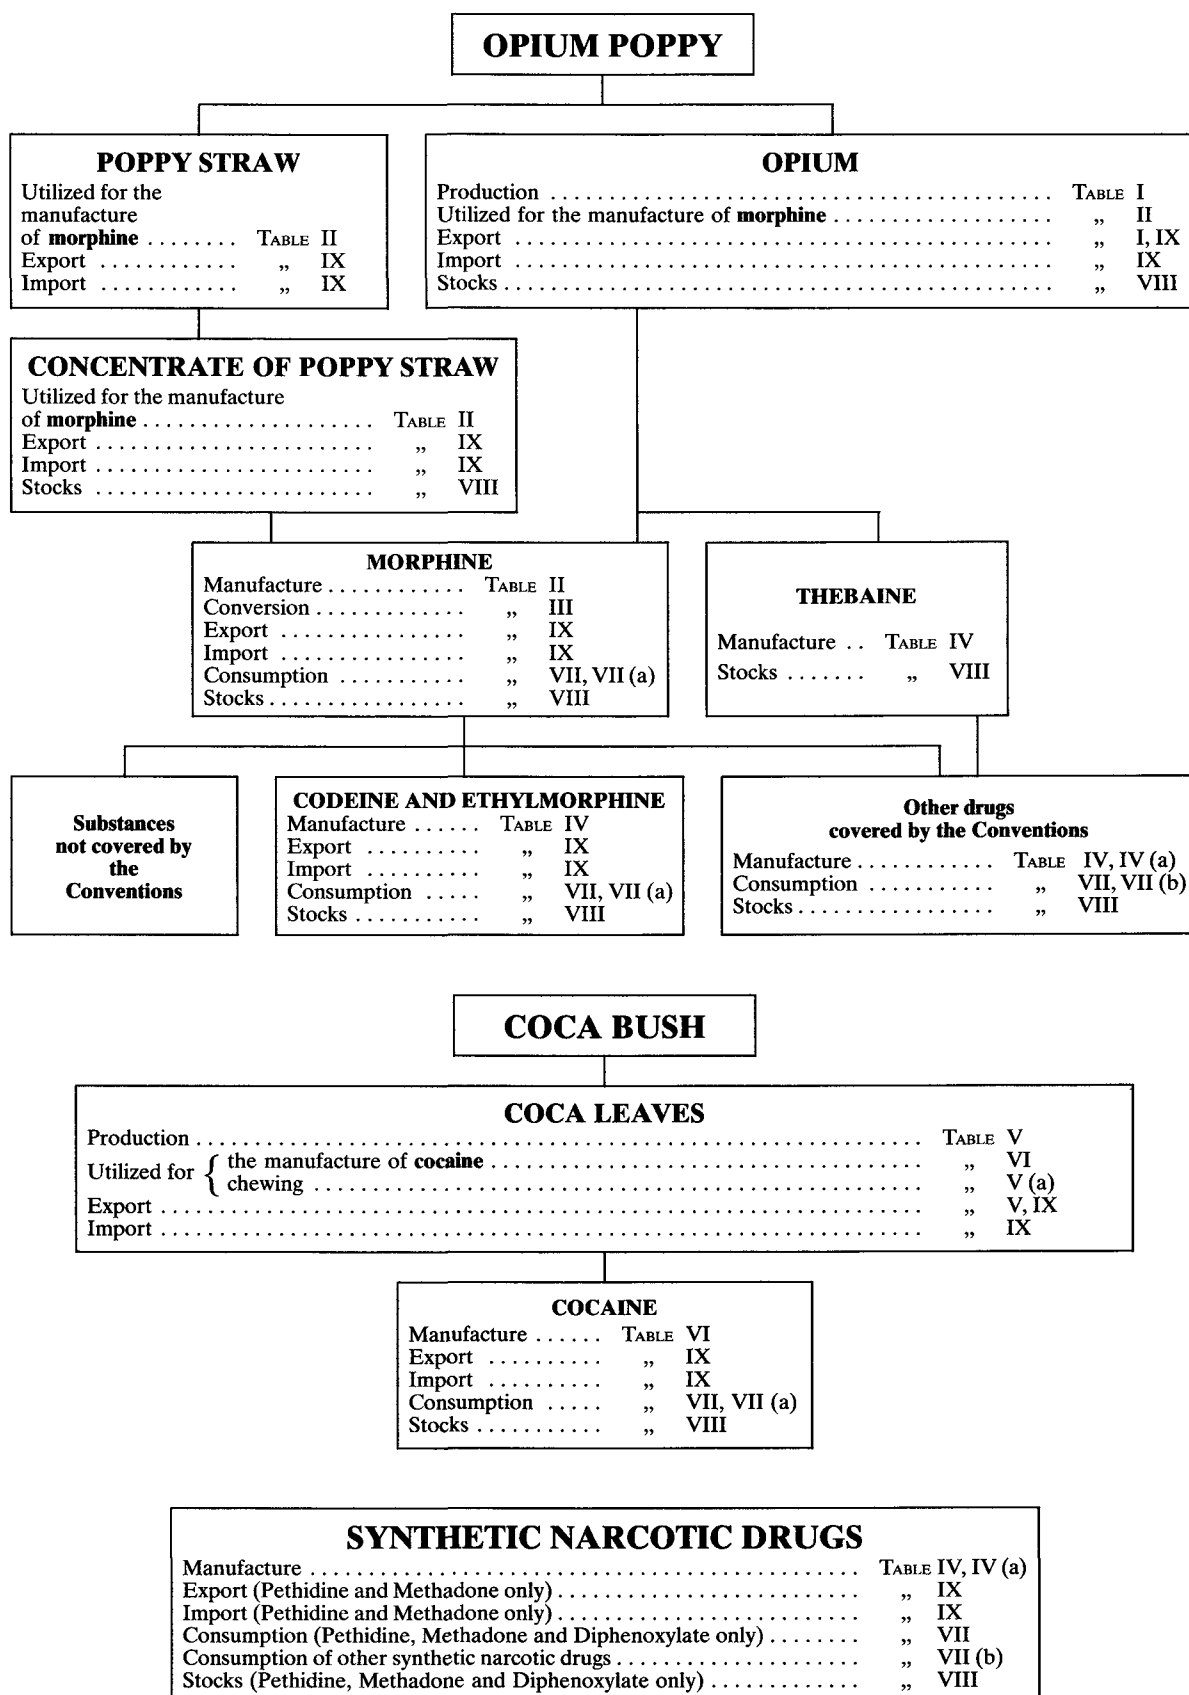 OPIUM POPPY
POPPY STRAW
Utilized for the
manufacture
of morphine ........ TABLE II
Export ............ „ IX
Import ............ „ IX
OPIUM
Production ............................................. TABLE I
Utilized for the manufacture of morphine .................... „ II
Export ................................................ „ I, IX
Import ................................................ „ IX
Stocks ................................................. „ VIII
CONCENTRATE OF POPPY STRAW
Utilized for the manufacture
of morphine ..................... TABLE II
Export ......................... „ IX
Import ......................... „ IX
Stocks ......................... „ VIII
MORPHINE
Manufacture ............ TABLE II
Conversion ............. „ III
Export ................ „ IX
Import ................ „ IX
Consumption ........... „ VII, VII (a)
Stocks .................. „ VIII
THEBAINE
Manufacture .. TABLE IV
Stocks ....... „ VIII
Substances
not covered by
the
Conventions
CODEINE AND ETHYLMORPHINE
Manufacture ...... TABLE IV
Export .......... „ IX
Import .......... „ IX
Consumption ..... „ VII, VII (a)
Stocks ........... „ VIII
Other drugs
covered by the Conventions
Manufacture ............ TABLE IV, IV (a)
Consumption ........... „ VII, VII (b)
Stocks ................. „ VIII
COCA BUSH
COCA LEAVES
Production .................................................................. TABLE V
Utilized for { the manufacture of cocaine ....................................... „ VI
chewing ....................................................... „ V (a)
Export ..................................................................... „ V, IX
Import ..................................................................... „ IX
COCAINE
Manufacture ...... TABLE VI
Export .......... „ IX
Import .......... „ IX
Consumption ..... „ VII, VII (a)
Stocks ........... „ VIII
SYNTHETIC NARCOTIC DRUGS
Manufacture .................................................. TABLE IV, IV (a)
Export (Pethidine and Methadone only) ........................... „ IX
Import (Pethidine and Methadone only) ........................... „ IX
Consumption (Pethidine, Methadone and Diphenoxylate only) ........ „ VII
Consumption of other synthetic narcotic drugs ...................... „ VII (b)
Stocks (Pethidine, Methadone and Diphenoxylate only) ............. „ VIII